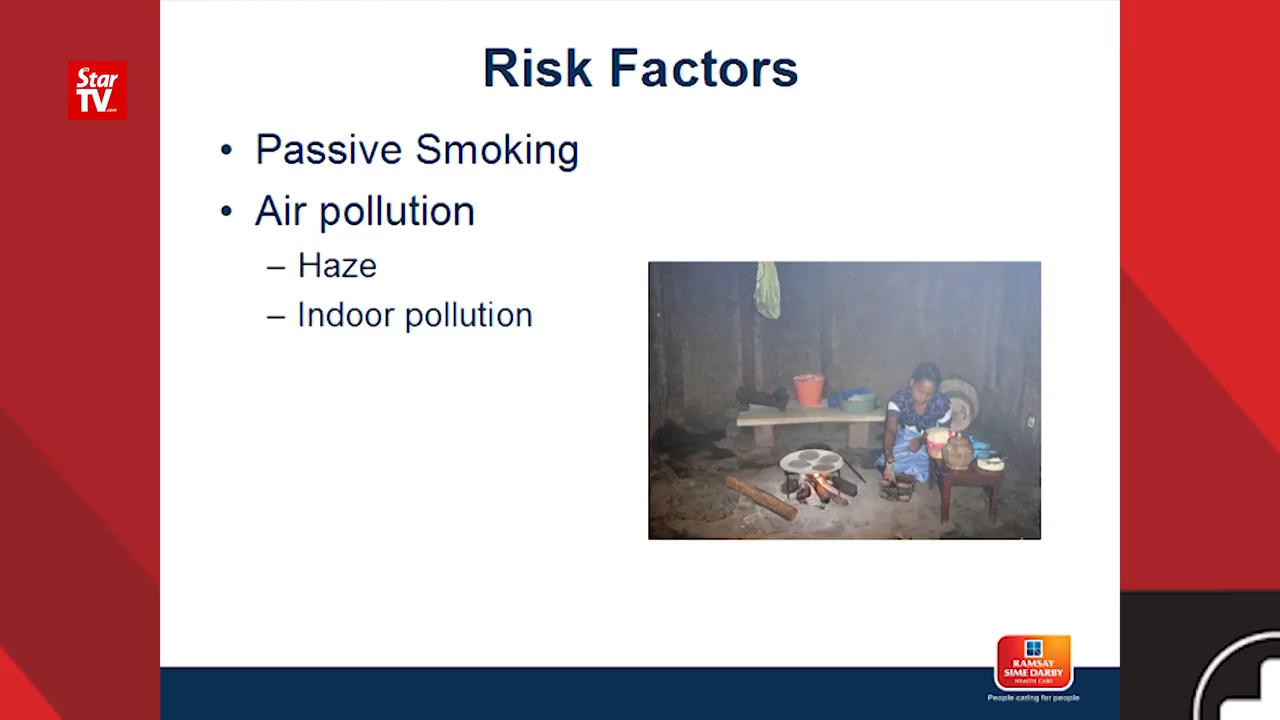 Risk Factors
Star
TV.com
• Passive Smoking
• Air pollution
– Haze
– Indoor pollution
RAMSAY
SIME DARBY
HEALTH CARE
People caring for people